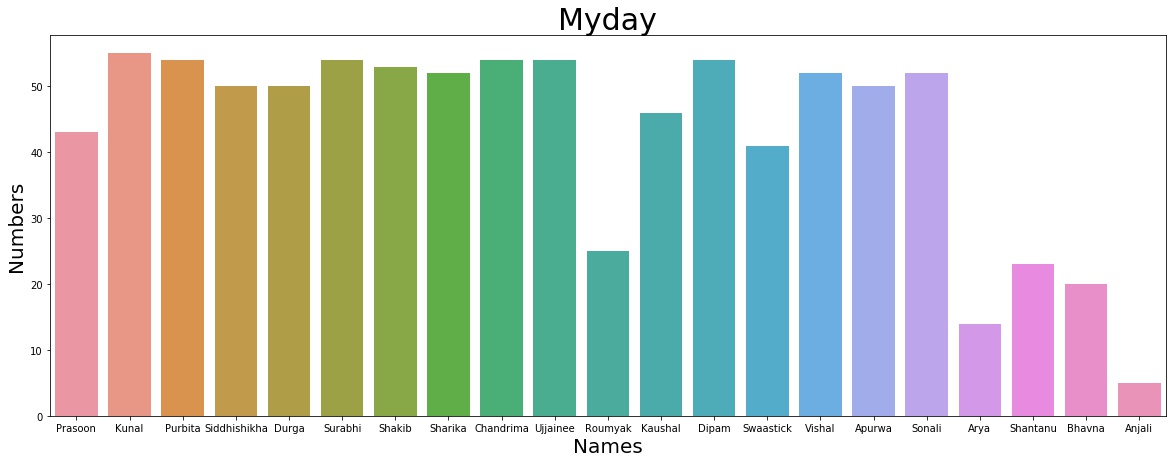 Myday
Numbers
50
40
30
20
10
0
Prasoon Kunal Purbita Siddhishikha Durga Surabhi Shakib Sharika Chandrima Ujjainee Roumyak Kaushal Dipam Swaastick Vishal Apurwa Sonali Arya Shantanu Bhavna Anjali
Names